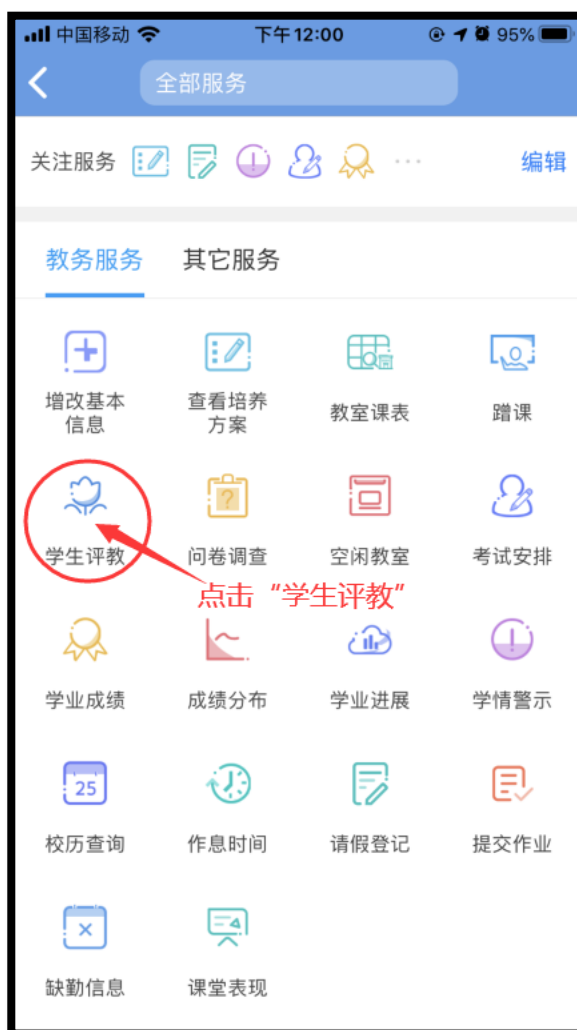 中国移动 下午12:00 95%
全部服务
关注服务 ··· 编辑
教务服务 其它服务
增改基本
信息
查看培养
方案
教室课表
蹭课
学生评教 问卷调查 空闲教室 考试安排
点击“学生评教”
学业成绩 成绩分布 学业进展 学情警示
25
校历查询 作息时间 请假登记 提交作业
缺勤信息 课堂表现